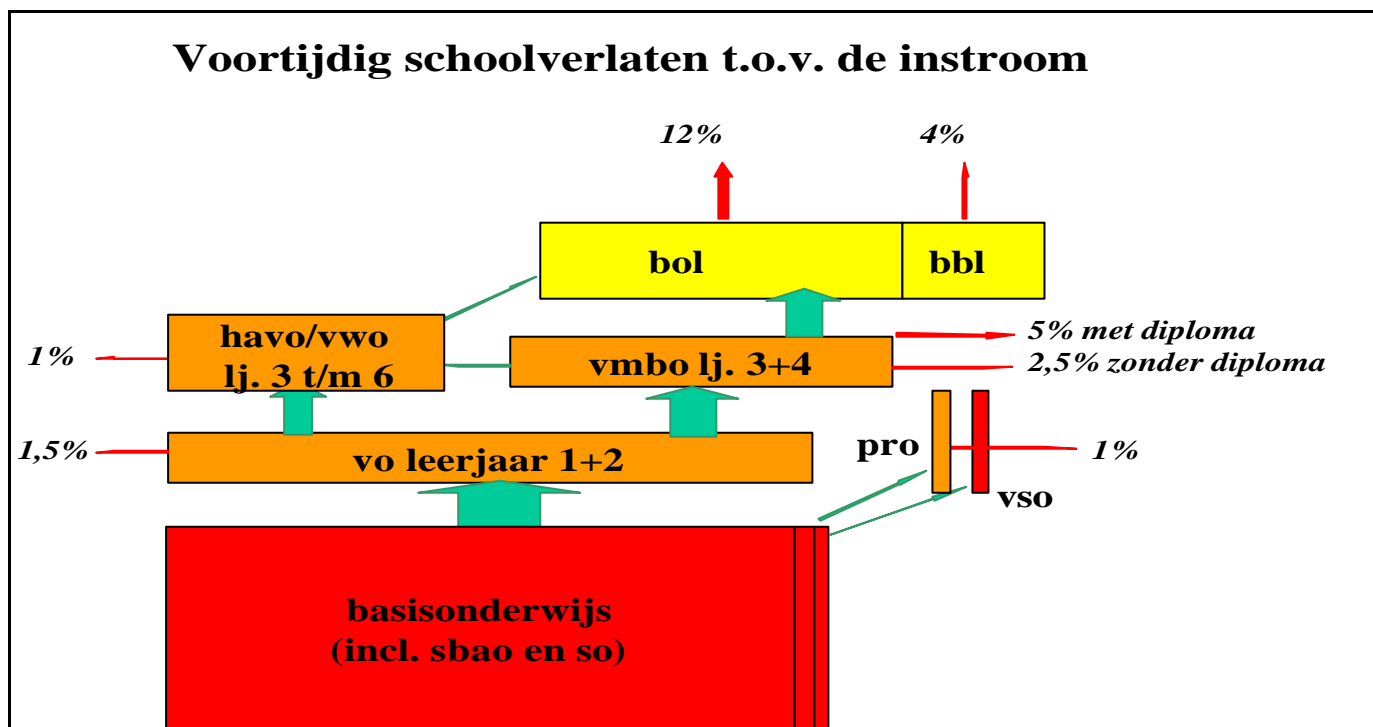 Voortijdig schoolverlaten t.o.v. de instroom
12%
4%
bol
bbl
havo/vwo
lj. 3 t/m 6
1%
vmbo lj. 3+4
5% met diploma
2,5% zonder diploma
1,5%
vo leerjaar 1+2
pro
1%
vso
basisonderwijs
(incl. sbao en so)